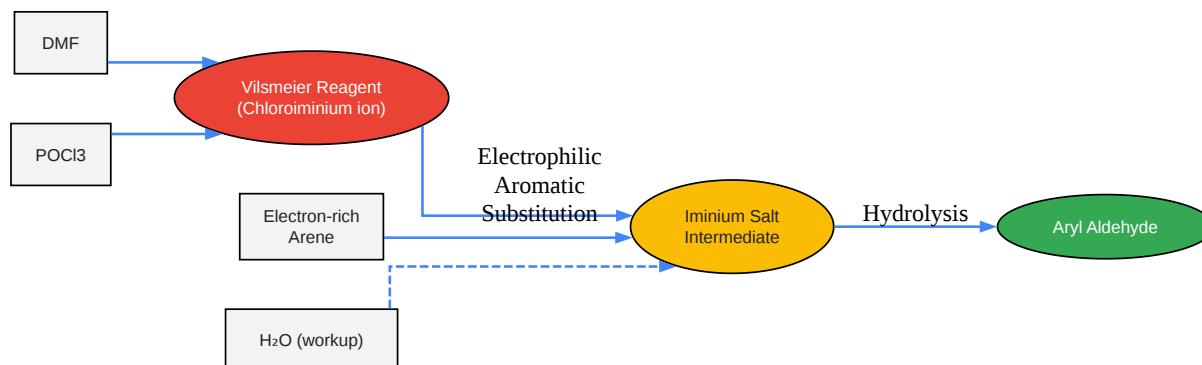 DMF
Vilsmeier Reagent
(Chloroiminium ion)
POCl3
Electrophilic
Aromatic
Substitution
Electron-rich
Arene
Iminium Salt
Intermediate
Hydrolysis
Aryl Aldehyde
H₂O (workup)